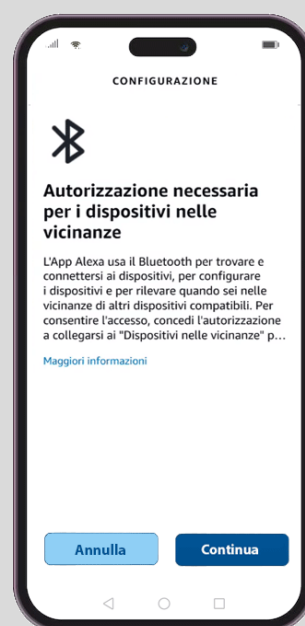 CONFIGURAZIONE
Autorizzazione necessaria
per i dispositivi nelle
vicinanze
L'App Alexa usa il Bluetooth per trovare e
connettersi ai dispositivi, per configurare
i dispositivi e per rilevare quando sei nelle
vicinanze di altri dispositivi compatibili. Per
consentire l'accesso, concedi l'autorizzazione
a collegarsi ai "Dispositivi nelle vicinanze" p...
Maggiori informazioni
Annulla
Continua